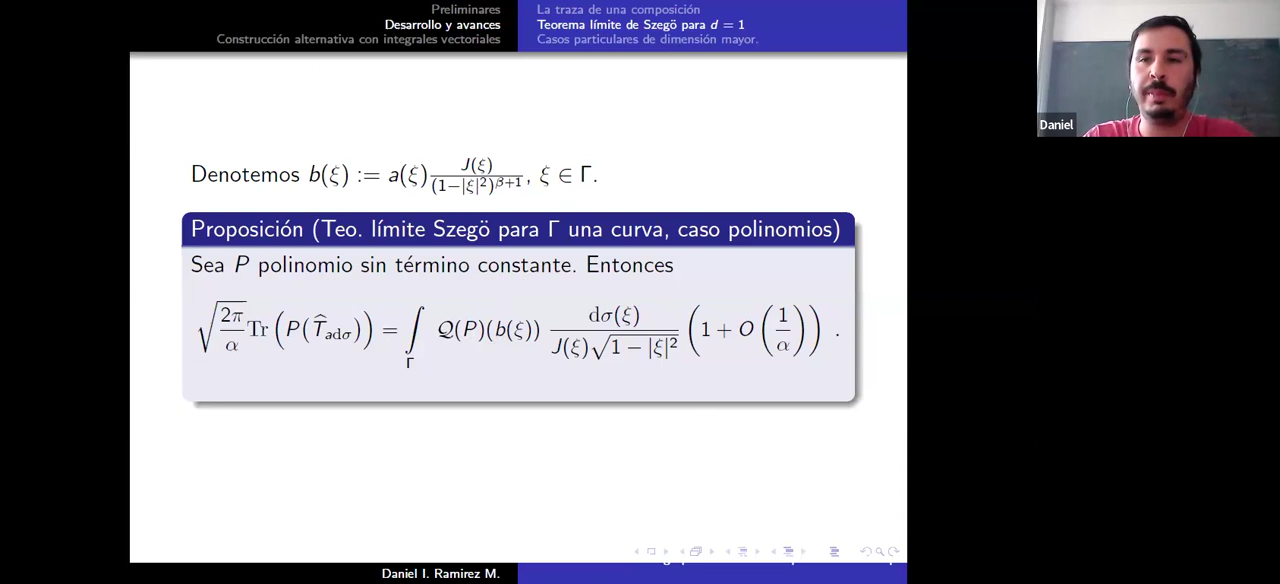 Preliminares
Desarrollo y avances
Construcción alternativa con integrales vectoriales
La traza de una composición
Teorema límite de Szegö para d = 1
Casos particulares de dimensión mayor.
Daniel
Denotemos b(ξ) := a(ξ) J(ξ)/(1−|ξ|²)^{β+1}, ξ ∈ Γ.
Proposición (Teo. límite Szegö para Γ una curva, caso polinomios)
Sea P polinomio sin término constante. Entonces
√(2π/α) Tr(P(T̂_{adσ})) = ∫_Γ 𝒬(P)(b(ξ)) dσ(ξ)/(J(ξ)√(1−|ξ|²)) (1 + O(1/α)) .
Daniel I. Ramirez M.